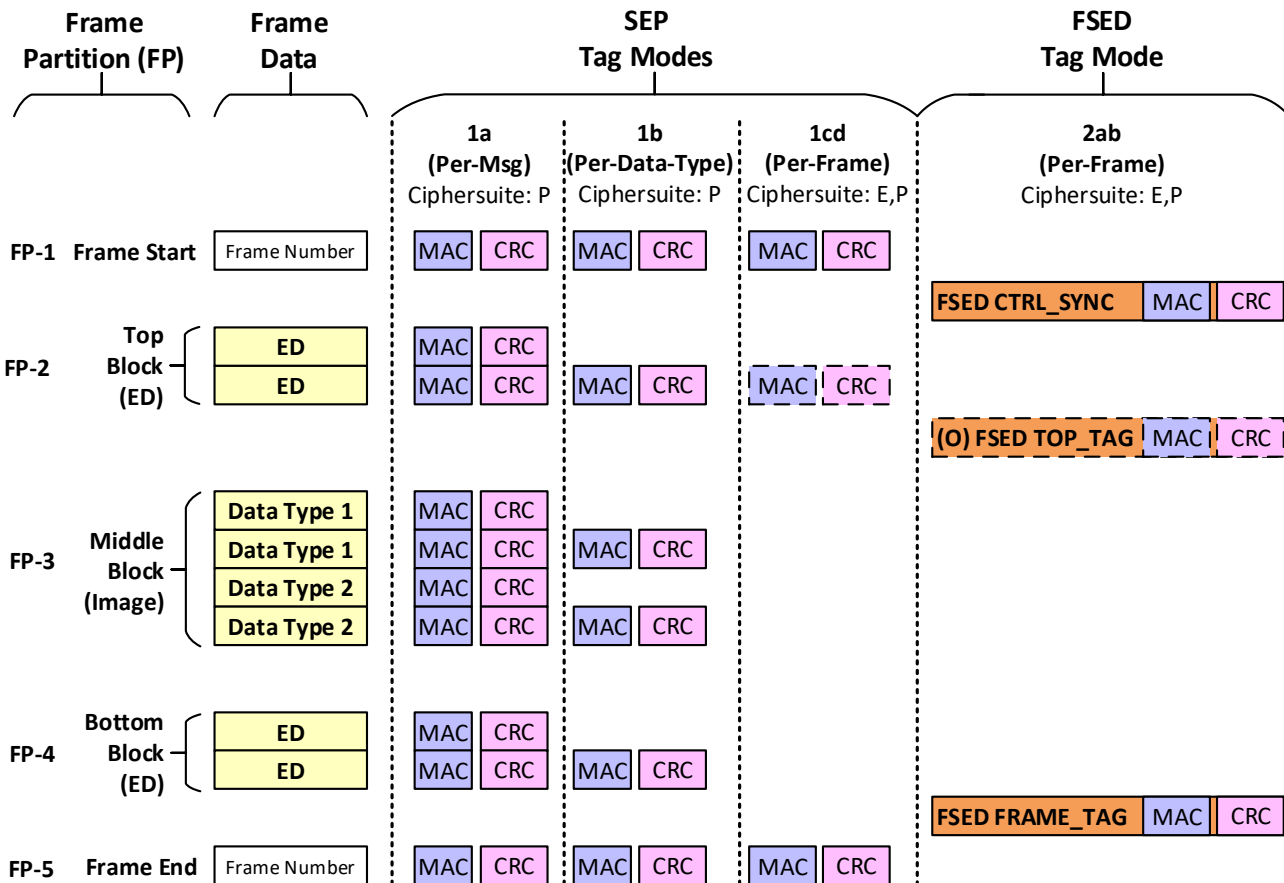 Frame
Partition (FP)
Frame
Data
SEP
Tag Modes
FSED
Tag Mode
1a
(Per-Msg)
Ciphersuite: P
1b
(Per-Data-Type)
Ciphersuite: P
1cd
(Per-Frame)
Ciphersuite: E,P
2ab
(Per-Frame)
Ciphersuite: E,P
FP-1 Frame Start Frame Number MAC CRC MAC CRC MAC CRC
FSED CTRL_SYNC MAC CRC
FP-2
Top
Block
(ED)
ED MAC CRC
ED MAC CRC MAC CRC MAC CRC
(O) FSED TOP_TAG MAC CRC
FP-3
Middle
Block
(Image)
Data Type 1 MAC CRC
Data Type 1 MAC CRC MAC CRC
Data Type 2 MAC CRC
Data Type 2 MAC CRC MAC CRC
FP-4
Bottom
Block
(ED)
ED MAC CRC
ED MAC CRC MAC CRC
FSED FRAME_TAG MAC CRC
FP-5 Frame End Frame Number MAC CRC MAC CRC MAC CRC